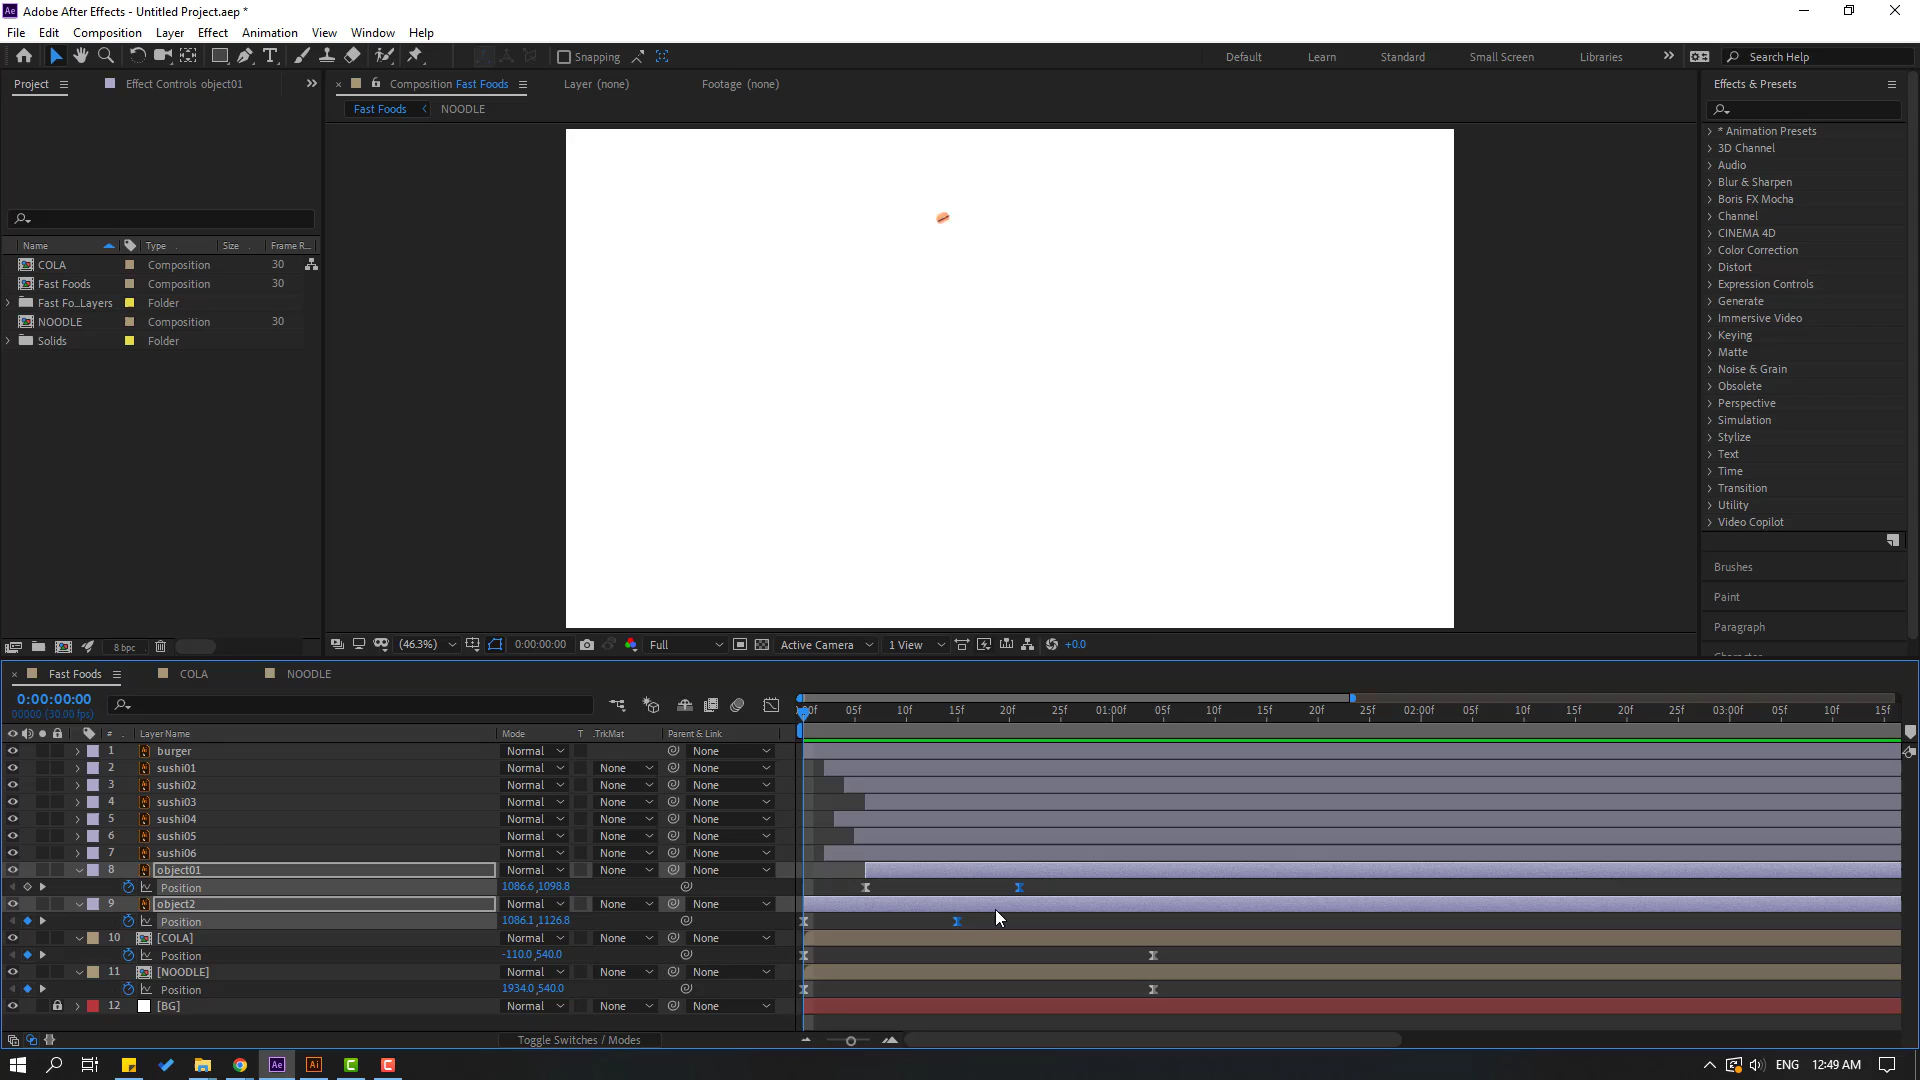 Adobe After Effects - Untitled Project.aep *
File Edit Composition Layer Effect Animation View Window Help
Snapping Default Learn Standard Small Screen Libraries Search Help
Project Effect Controls object01 Composition Fast Foods Layer (none) Footage (none) Effects & Presets
Fast Foods NOODLE
* Animation Presets
3D Channel
Audio
Blur & Sharpen
Boris FX Mocha
Channel
CINEMA 4D
Color Correction
Distort
Expression Controls
Generate
Immersive Video
Keying
Matte
Noise & Grain
Obsolete
Perspective
Simulation
Stylize
Text
Time
Transition
Utility
Video Copilot
Brushes
Paint
Paragraph
Name Type Size Frame R...
COLA Composition 30
Fast Foods Composition 30
Fast Fo...Layers Folder
NOODLE Composition 30
Solids Folder
8 bpc
(46.3%) 0:00:00:00 Full Active Camera 1 View +0.0
Fast Foods COLA NOODLE
0:00:00:00
00000 (30.00 fps)
05f 10f 15f 20f 25f 01:00f 05f 10f 15f 20f 25f 02:00f 05f 10f 15f 20f 25f 03:00f 05f 10f 15f
# Layer Name Mode T .TrkMat Parent & Link
1 burger Normal None
2 sushi01 Normal None None
3 sushi02 Normal None None
4 sushi03 Normal None None
5 sushi04 Normal None None
6 sushi05 Normal None None
7 sushi06 Normal None None
8 object01 Normal None None
Position 1086.6,1098.8
9 object2 Normal None None
Position 1086.1,1126.8
10 [COLA] Normal None None
Position -110.0,540.0
11 [NOODLE] Normal None None
Position 1934.0,540.0
12 [BG] Normal None None
Toggle Switches / Modes
ENG 12:49 AM